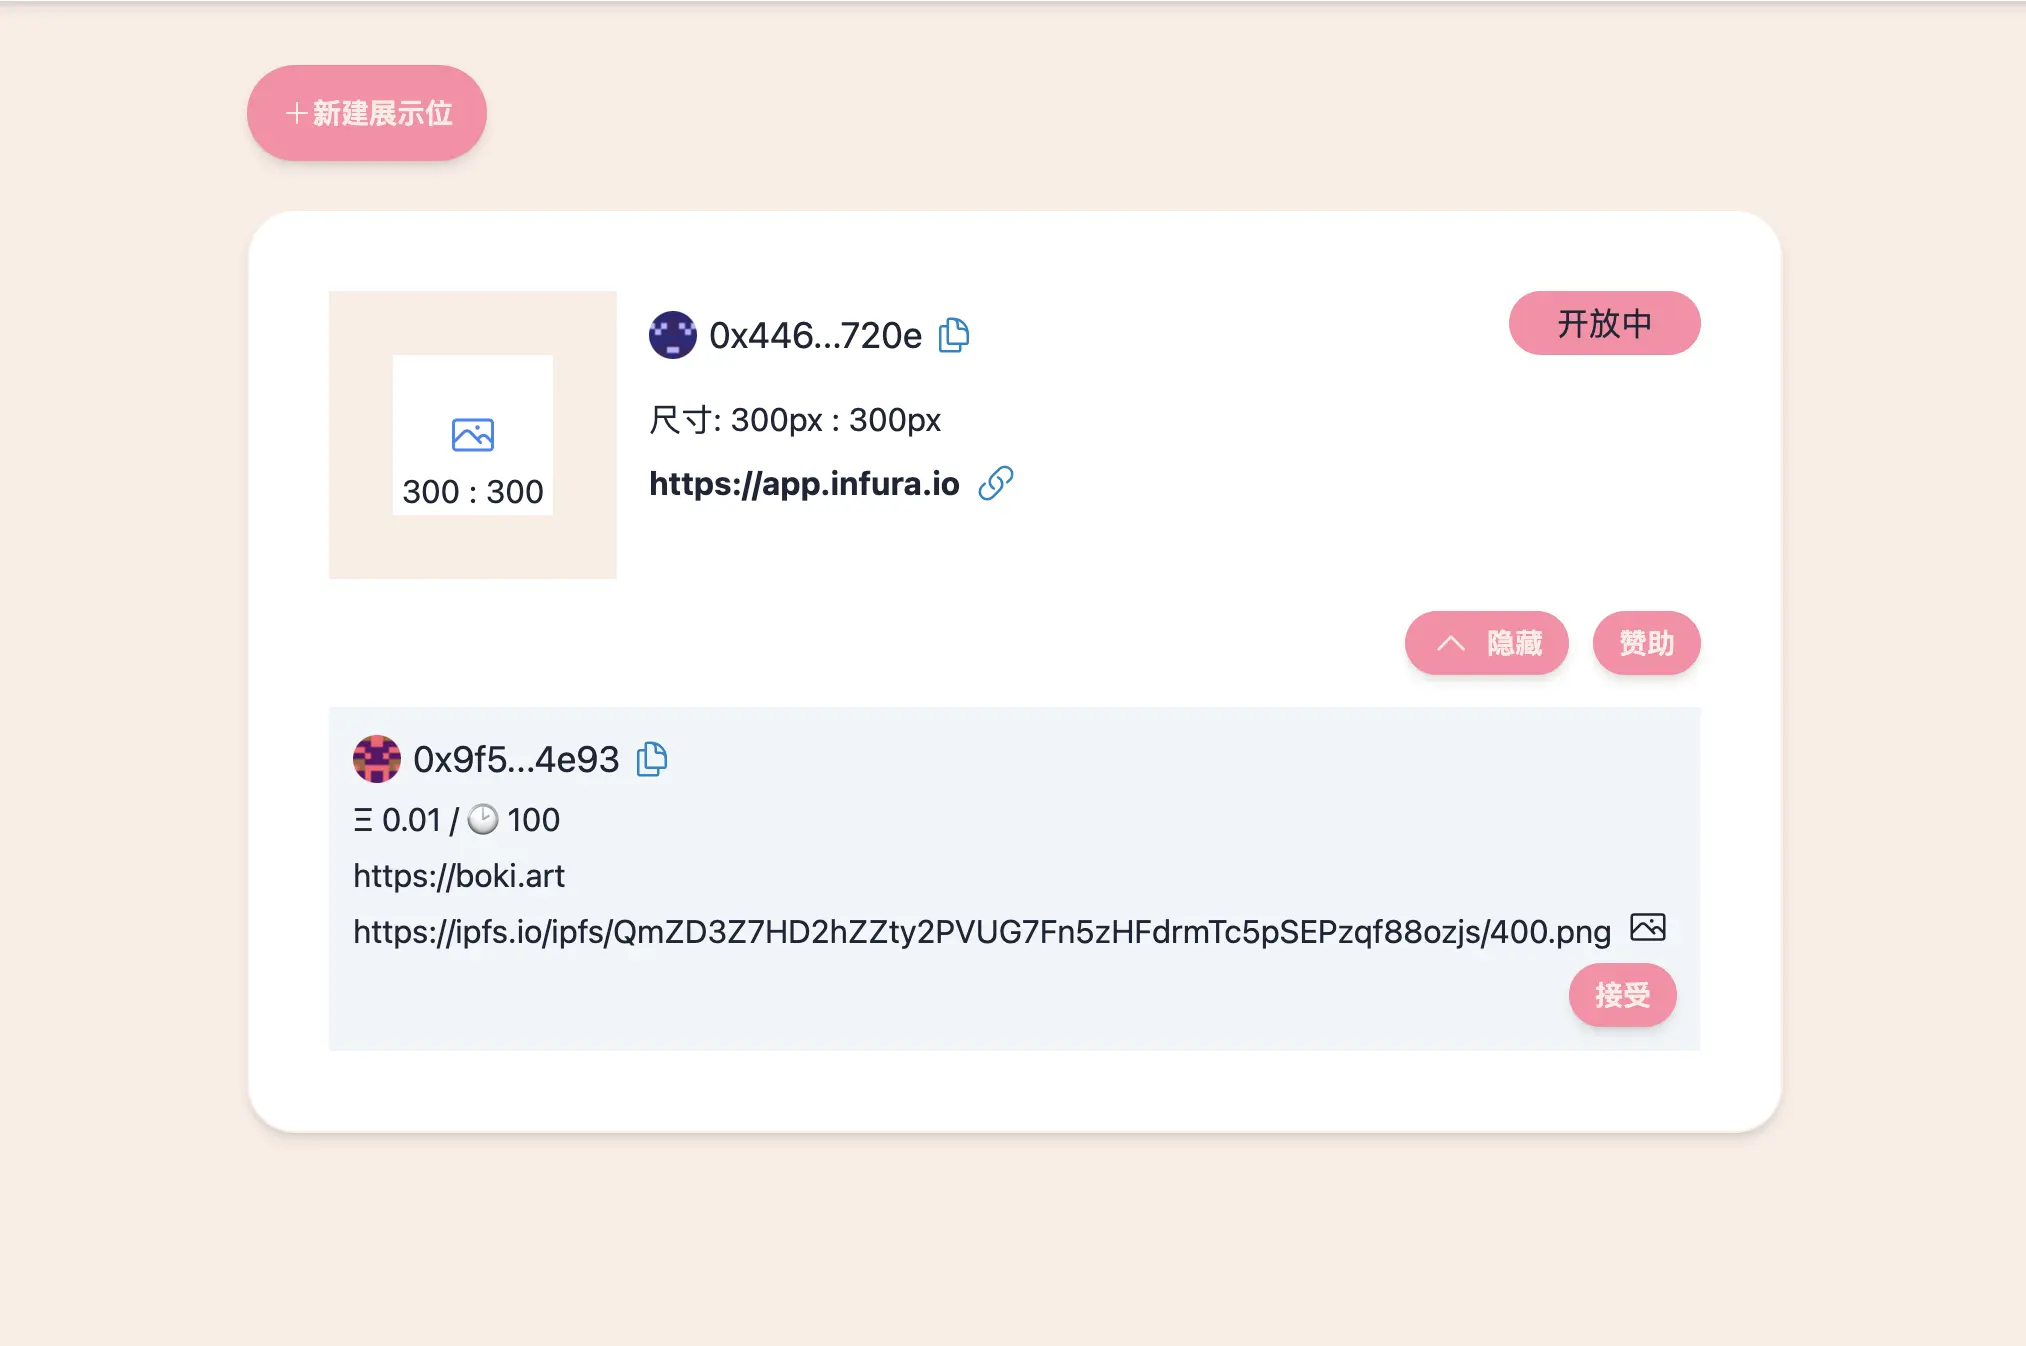 +新建展示位
0x446...720e
开放中
尺寸: 300px : 300px
300 : 300
https://app.infura.io
隐藏
赞助
0x9f5...4e93
Ξ 0.01 / 🕑 100
https://boki.art
https://ipfs.io/ipfs/QmZD3Z7HD2hZZty2PVUG7Fn5zHFdrmTc5pSEPzqf88ozjs/400.png
接受